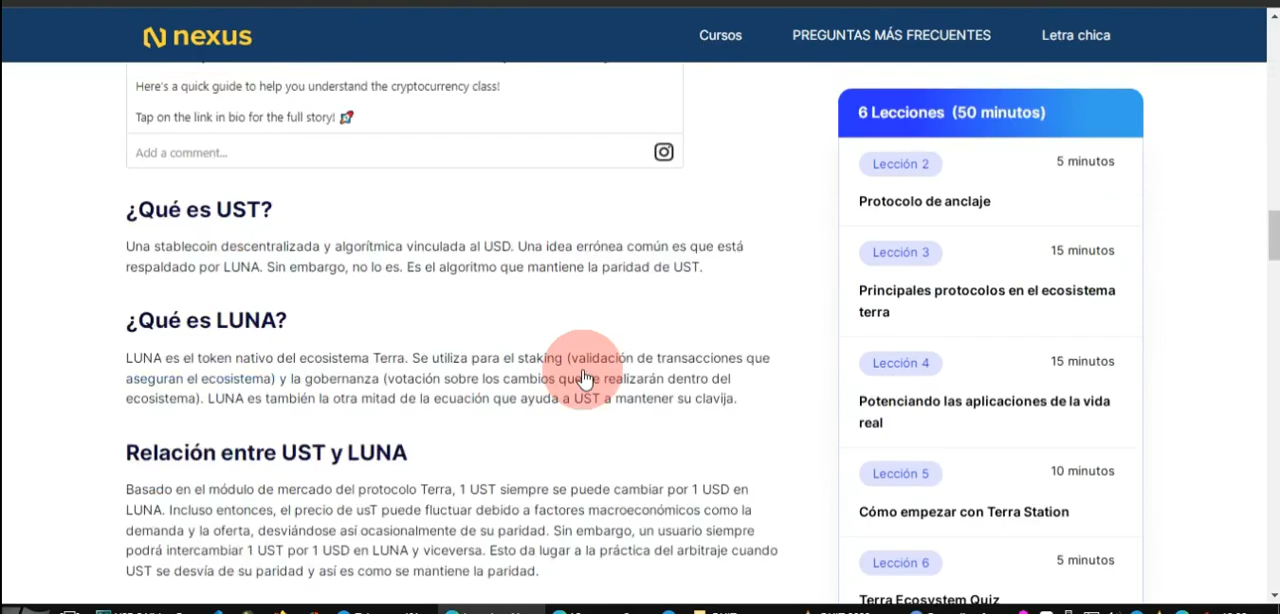 nexus
Cursos
PREGUNTAS MÁS FRECUENTES
Letra chica
Here's a quick guide to help you understand the cryptocurrency class!
Tap on the link in bio for the full story! 🚀
Add a comment...
¿Qué es UST?
Una stablecoin descentralizada y algorítmica vinculada al USD. Una idea errónea común es que está
respaldado por LUNA. Sin embargo, no lo es. Es el algoritmo que mantiene la paridad de UST.
¿Qué es LUNA?
LUNA es el token nativo del ecosistema Terra. Se utiliza para el staking (validación de transacciones que
aseguran el ecosistema) y la gobernanza (votación sobre los cambios que realizarán dentro del
ecosistema). LUNA es también la otra mitad de la ecuación que ayuda a UST a mantener su clavija.
Relación entre UST y LUNA
Basado en el módulo de mercado del protocolo Terra, 1 UST siempre se puede cambiar por 1 USD en
LUNA. Incluso entonces, el precio de usT puede fluctuar debido a factores macroeconómicos como la
demanda y la oferta, desviándose así ocasionalmente de su paridad. Sin embargo, un usuario siempre
podrá intercambiar 1 UST por 1 USD en LUNA y viceversa. Esto da lugar a la práctica del arbitraje cuando
UST se desvía de su paridad y así es como se mantiene la paridad.
6 Lecciones (50 minutos)
Lección 2
5 minutos
Protocolo de anclaje
Lección 3
15 minutos
Principales protocolos en el ecosistema
terra
Lección 4
15 minutos
Potenciando las aplicaciones de la vida
real
Lección 5
10 minutos
Cómo empezar con Terra Station
Lección 6
5 minutos
Terra Ecosystem Quiz